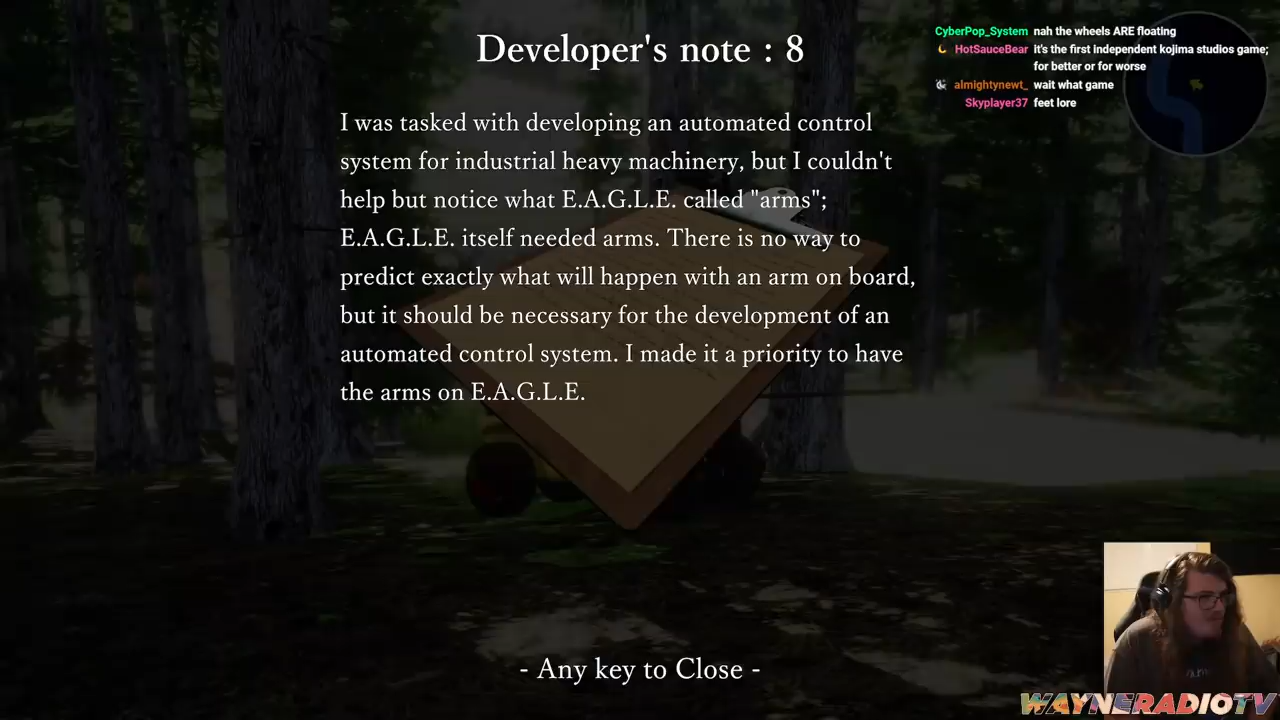 Developer's note : 8
I was tasked with developing an automated control
system for industrial heavy machinery, but I couldn't
help but notice what E.A.G.L.E. called "arms";
E.A.G.L.E. itself needed arms. There is no way to
predict exactly what will happen with an arm on board,
but it should be necessary for the development of an
automated control system. I made it a priority to have
the arms on E.A.G.L.E.
- Any key to Close -
CyberPop_System nah the wheels ARE floating
HotSauceBear it's the first independent kojima studios game;
for better or for worse
almightynewt_ wait what game
Skyplayer37 feet lore
WAYNERADIOTV